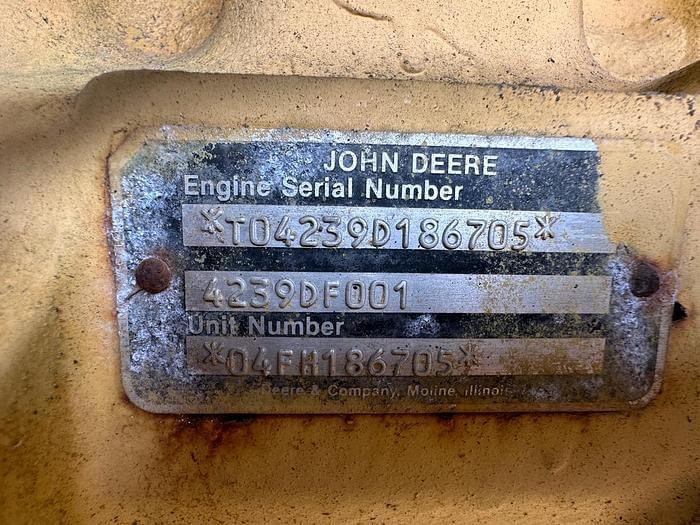 JOHN DEERE
Engine Serial Number
*T04239D186705*
4239DF001
Unit Number
*04FH186705*
Deere & Company, Moline, Illinois